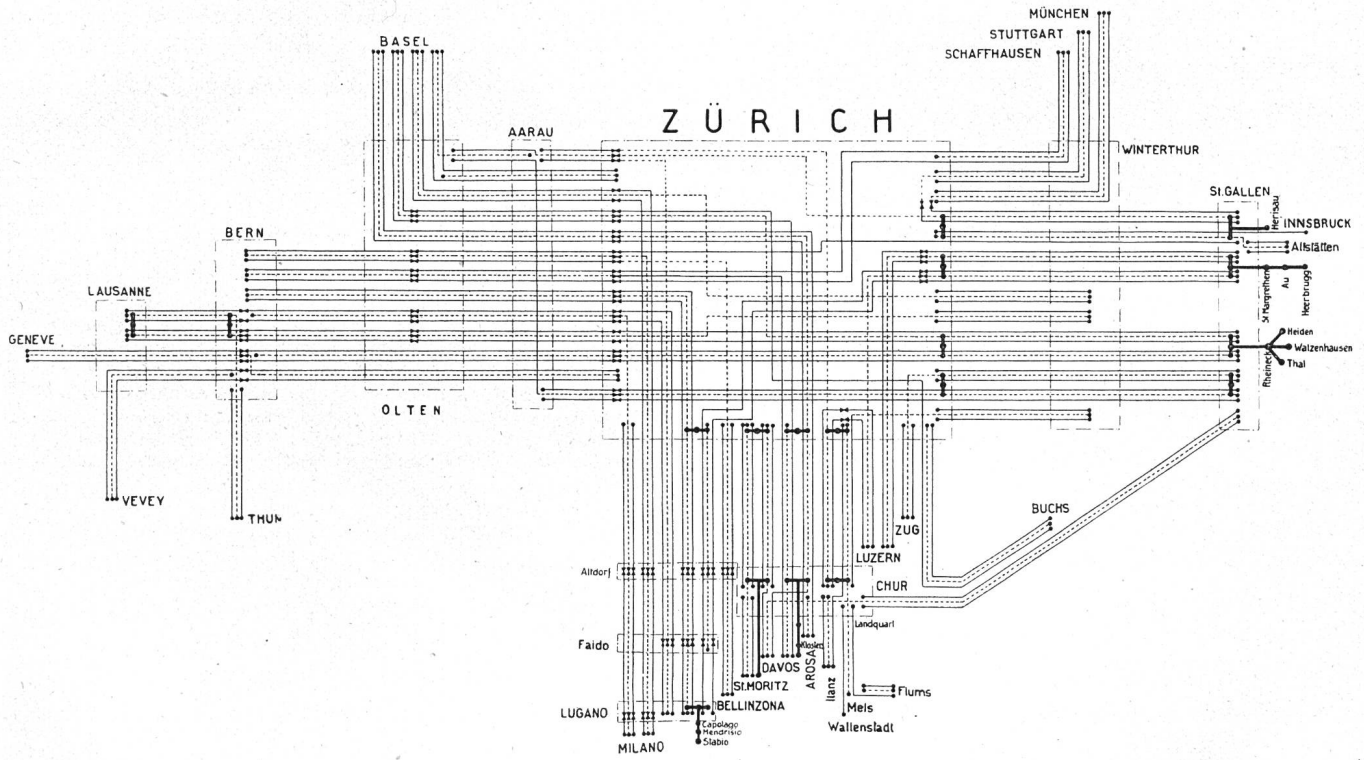 MÜNCHEN
STUTTGART
SCHAFFHAUSEN
BASEL
ZÜRICH
AARAU
WINTERTHUR
ST.GALLEN
Herisau
INNSBRUCK
Altstätten
BERN
LAUSANNE
St Margrethen
Au
Heerbrugg
GENEVE
Heiden
Walzenhausen
Thal
Rheineck
OLTEN
VEVEY
THUN
BUCHS
ZUG
LUZERN
Altdorf
CHUR
Landquart
Faido
Klosters
DAVOS
AROSA
St.MORITZ
Ilanz
Flums
Mels
Wallenstadt
LUGANO
BELLINZONA
Capolago
Mendrisio
Stabio
MILANO